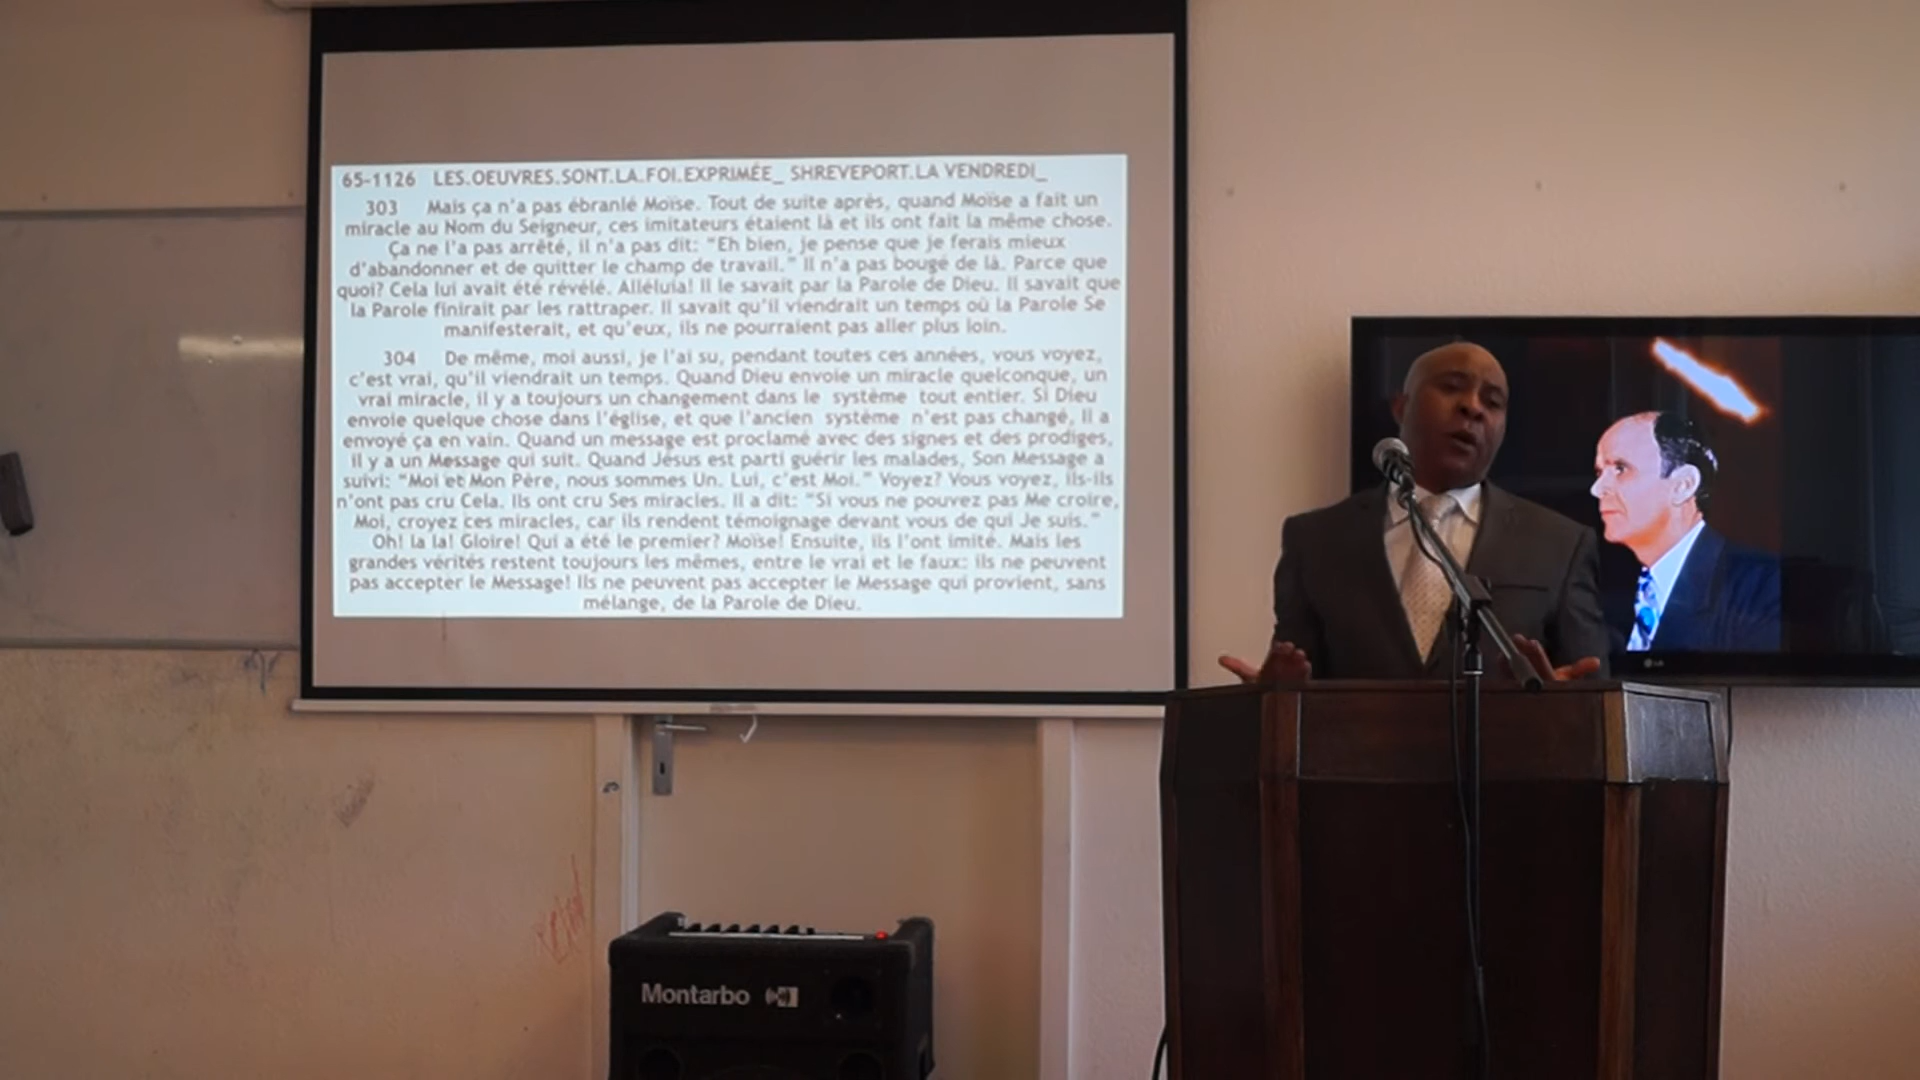 65-1126 LES.OEUVRES.SONT.LA.FOI.EXPRIMÉE_ SHREVEPORT.LA VENDREDI_
303 Mais ça n'a pas ébranlé Moïse. Tout de suite après, quand Moïse a fait un
miracle au Nom du Seigneur, ces imitateurs étaient là et ils ont fait la même chose.
Ça ne l'a pas arrêté, il n'a pas dit: "Eh bien, je pense que je ferais mieux
d'abandonner et de quitter le champ de travail." Il n'a pas bougé de là. Parce que
quoi? Cela lui avait été révélé. Alléluia! Il le savait par la Parole de Dieu. Il savait que
la Parole finirait par les rattraper. Il savait qu'il viendrait un temps où la Parole Se
manifesterait, et qu'eux, ils ne pourraient pas aller plus loin.
304 De même, moi aussi, je l'ai su, pendant toutes ces années, vous voyez,
c'est vrai, qu'il viendrait un temps. Quand Dieu envoie un miracle quelconque, un
vrai miracle, il y a toujours un changement dans le système tout entier. Si Dieu
envoie quelque chose dans l'église, et que l'ancien système n'est pas changé, Il a
envoyé ça en vain. Quand un message est proclamé avec des signes et des prodiges,
il y a un Message qui suit. Quand Jésus est parti guérir les malades, Son Message a
suivi: "Moi et Mon Père, nous sommes Un. Lui, c'est Moi." Voyez? Vous voyez, ils-ils
n'ont pas cru Cela. Ils ont cru Ses miracles. Il a dit: "Si vous ne pouvez pas Me croire,
Moi, croyez ces miracles, car ils rendent témoignage devant vous de qui Je suis."
Oh! la la! Gloire! Qui a été le premier? Moïse! Ensuite, ils l'ont imité. Mais les
grandes vérités restent toujours les mêmes, entre le vrai et le faux: ils ne peuvent
pas accepter le Message! Ils ne peuvent pas accepter le Message qui provient, sans
mélange, de la Parole de Dieu.
LG
Montarbo